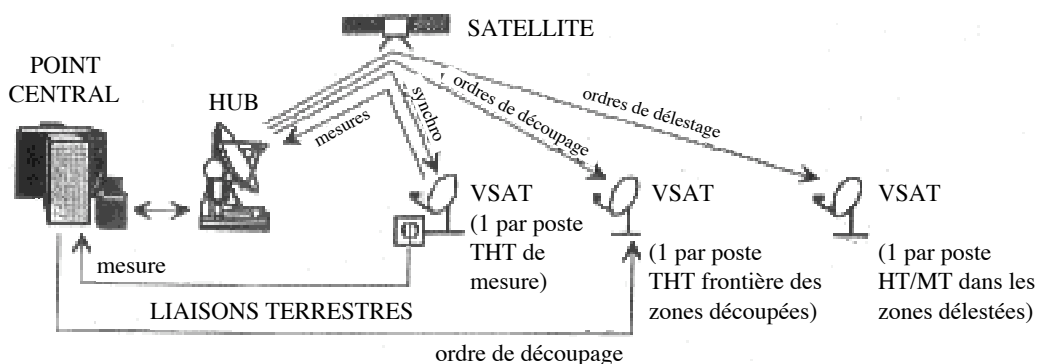 SATELLITE
POINT
CENTRAL
HUB
mesures
synchro
ordres de découpage
ordres de délestage
VSAT
(1 par poste
THT de
mesure)
VSAT
(1 par poste
THT frontière des
zones découpées)
VSAT
(1 par poste
HT/MT dans les
zones délestées)
mesure
LIAISONS TERRESTRES
ordre de découpage